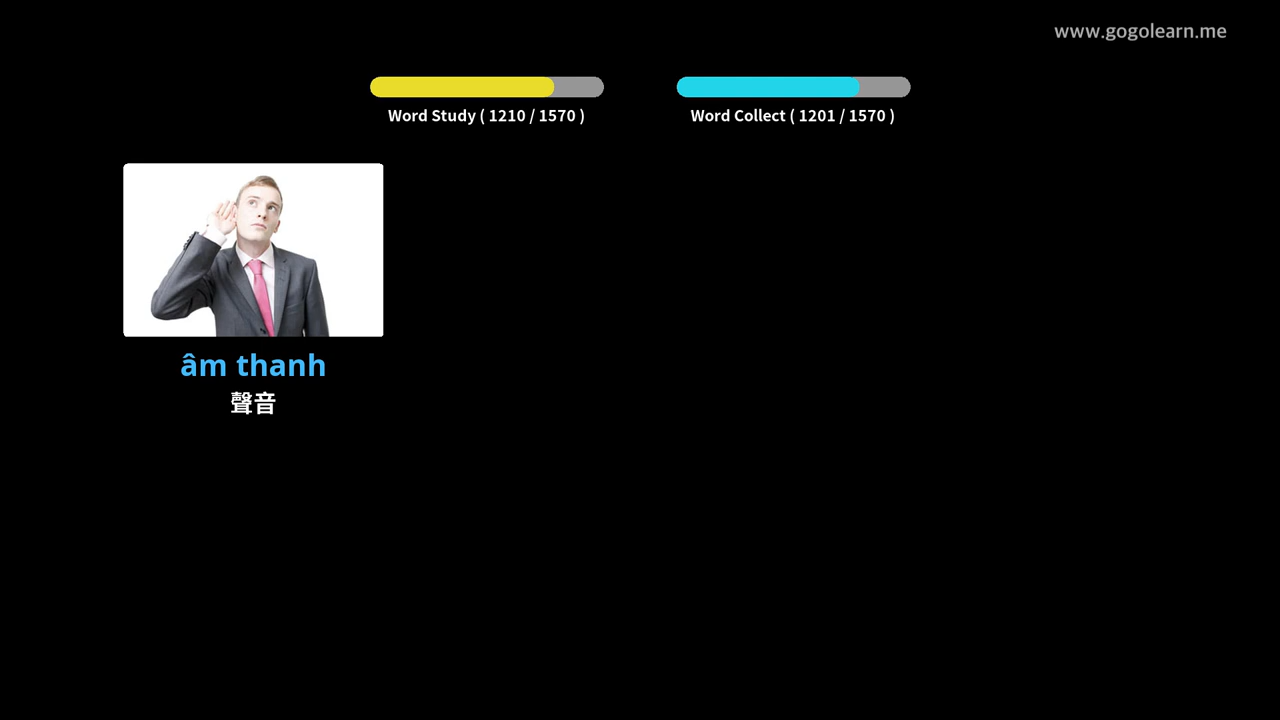 www.gogolearn.me
Word Study ( 1210 / 1570 )
Word Collect ( 1201 / 1570 )
âm thanh
聲音